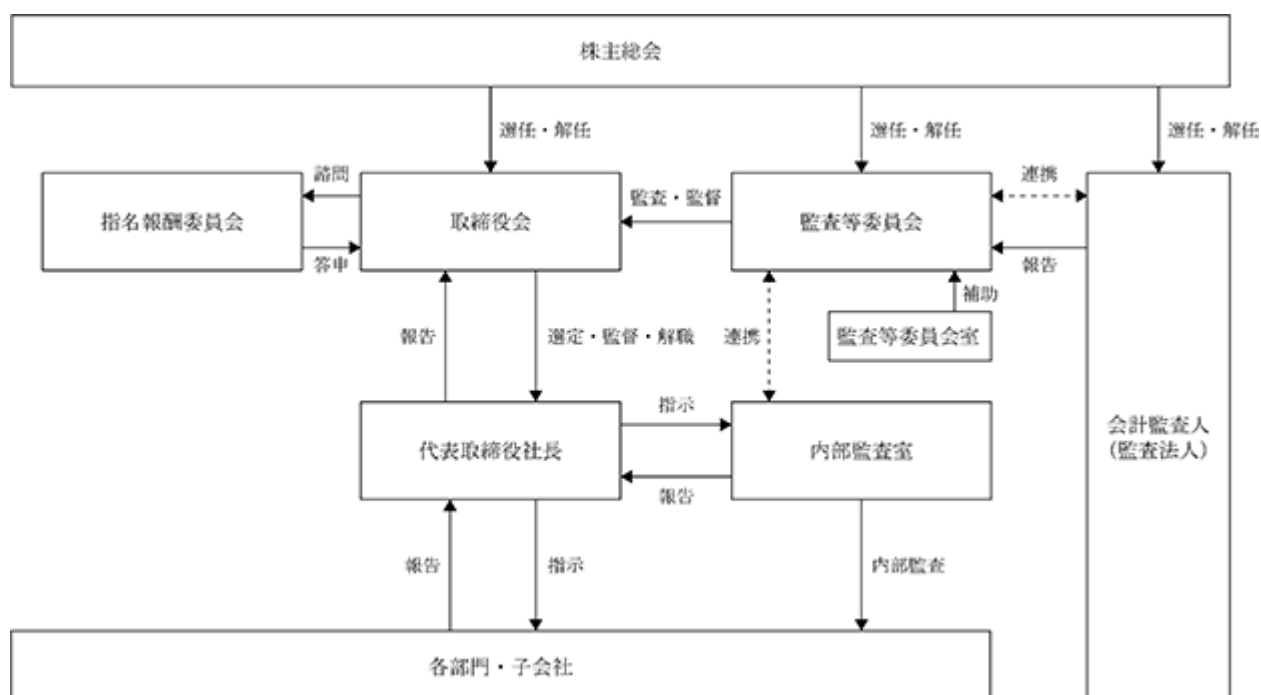 株主総会
選任・解任
選任・解任
選任・解任
諮問
連携
指名報酬委員会
取締役会
監査・監督
監査等委員会
答申
報告
補助
報告
選定・監督・解職
連携
監査等委員会室
指示
代表取締役社長
内部監査室
会計監査人
（監査法人）
報告
報告
指示
内部監査
各部門・子会社